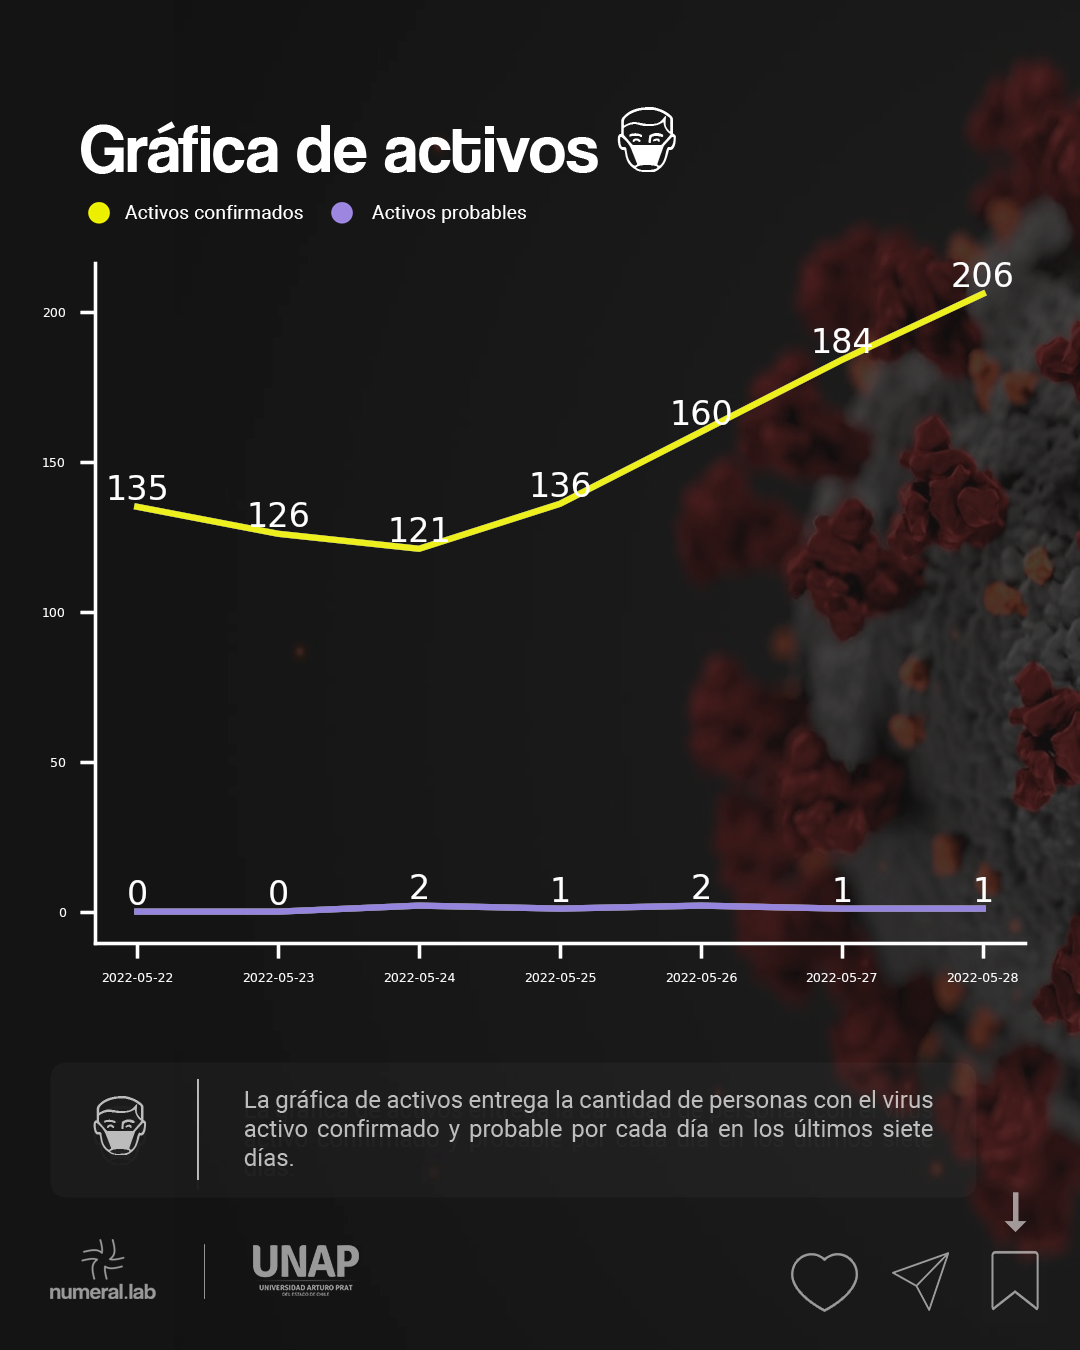 Gráfica de activos
Activos confirmados Activos probables
206
200
184
160
150
135
136
126
121
100
50
0 0 2 1 2 1 1
0
2022-05-22 2022-05-23 2022-05-24 2022-05-25 2022-05-26 2022-05-27 2022-05-28
La gráfica de activos entrega la cantidad de personas con el virus
activo confirmado y probable por cada día en los últimos siete
días.
numeral.lab
UNAP
UNIVERSIDAD ARTURO PRAT
DEL ESTADO DE CHILE